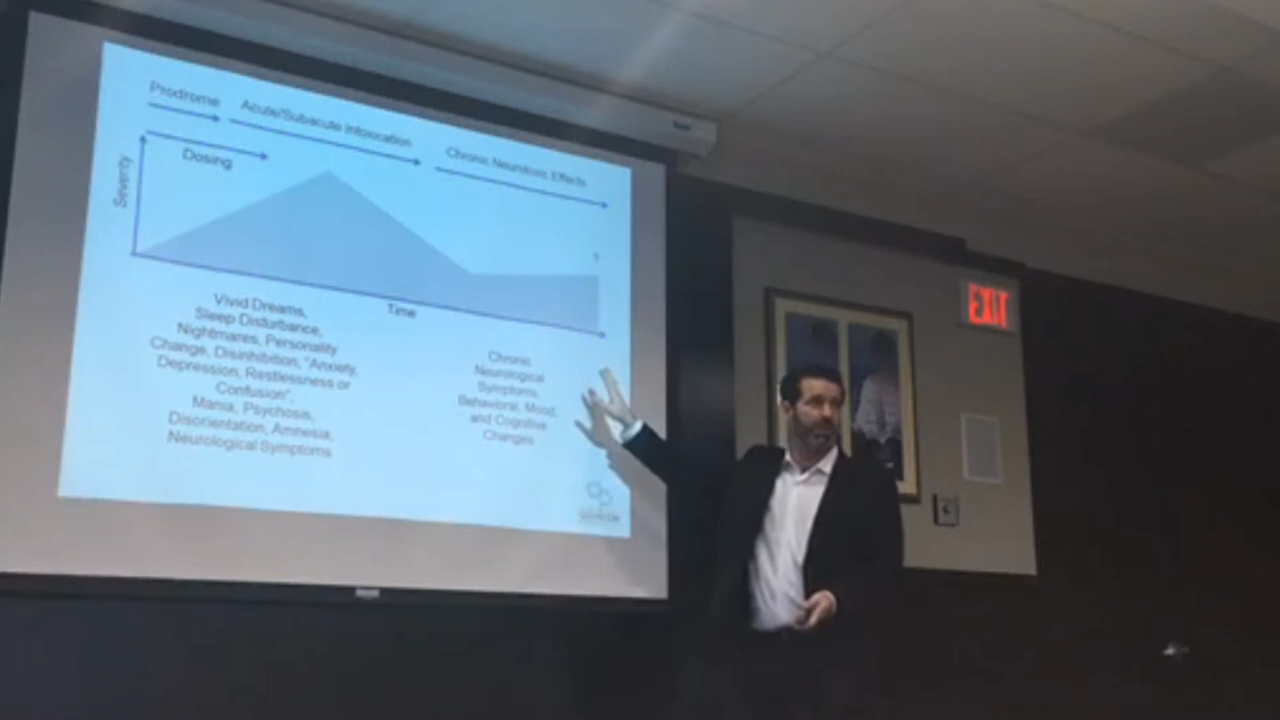 Prodrome
Acute/Subacute Intoxication
Chronic Neurotoxic Effects
Dosing
Severity
?
Time
Vivid Dreams,
Sleep Disturbance,
Nightmares, Personality
Change, Disinhibition, "Anxiety,
Depression, Restlessness or
Confusion",
Mania, Psychosis,
Disorientation, Amnesia,
Neurological Symptoms
Chronic
Neurological
Symptoms,
Behavioral, Mood,
and Cognitive
Changes
EXIT